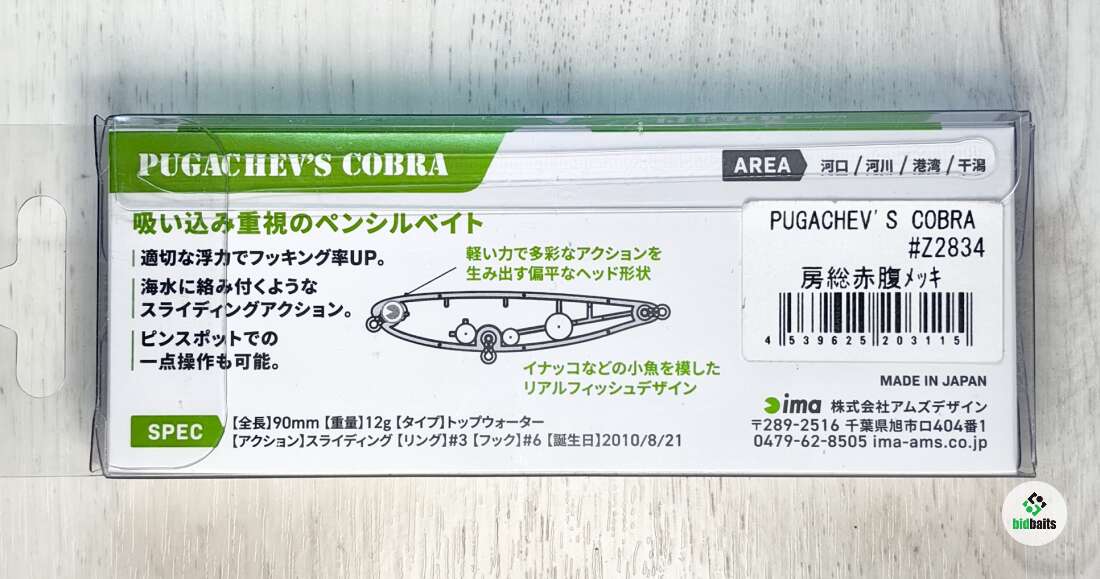 PUGACHEV'S COBRA
AREA 河口 / 河川 / 港湾 / 干潟
吸い込み重視のペンシルベイト
適切な浮力でフッキング率UP。
海水に絡み付くような
スライディングアクション。
ピンスポットでの
一点操作も可能。
軽い力で多彩なアクションを
生み出す偏平なヘッド形状
イナッコなどの小魚を模した
リアルフィッシュデザイン
PUGACHEV'S COBRA
#Z2834
房総赤腹メッキ
4 539625 203115
MADE IN JAPAN
ima 株式会社アムズデザイン
〒289-2516 千葉県旭市ロ404番1
0479-62-8505 ima-ams.co.jp
SPEC
【全長】90mm【重量】12g【タイプ】トップウォーター
【アクション】スライディング【リング】#3【フック】#6【誕生日】2010/8/21
bidbaits